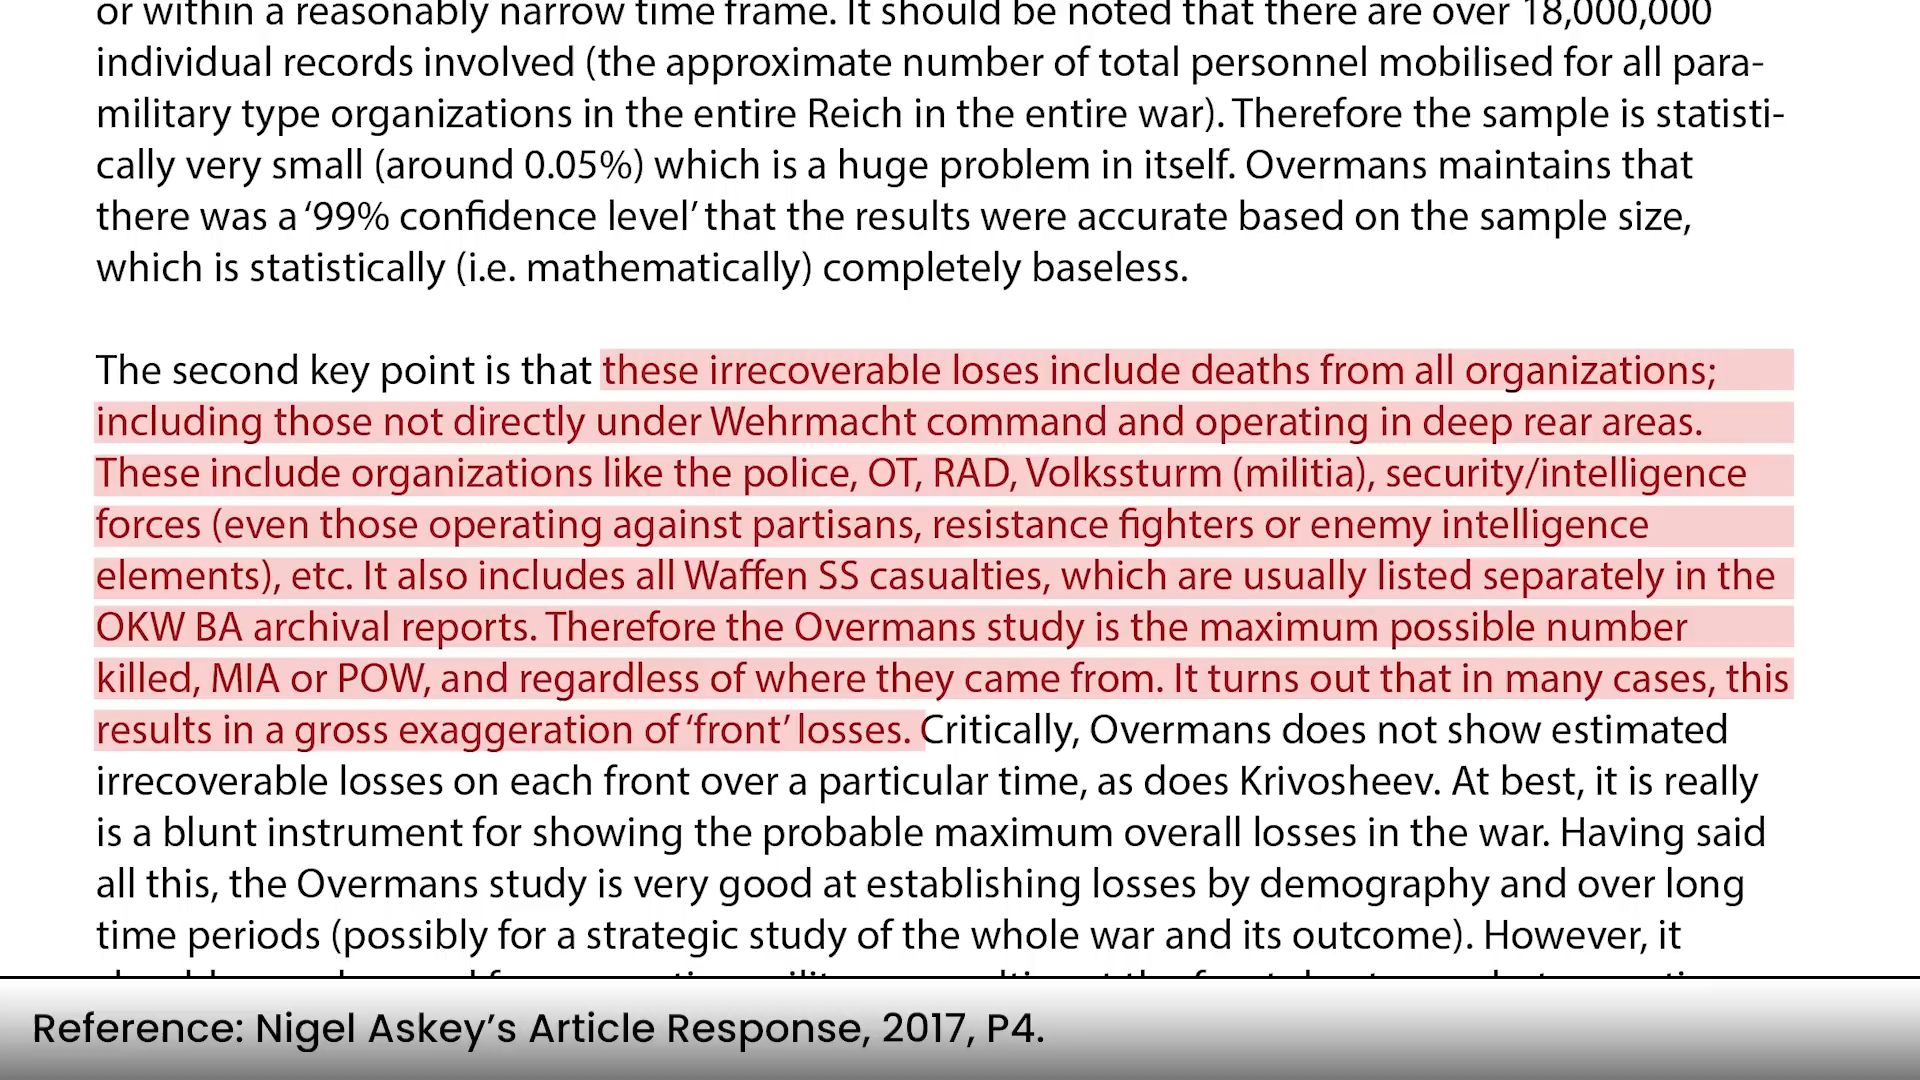 or within a reasonably narrow time frame. It should be noted that there are over 18,000,000
individual records involved (the approximate number of total personnel mobilised for all para-
military type organizations in the entire Reich in the entire war). Therefore the sample is statisti-
cally very small (around 0.05%) which is a huge problem in itself. Overmans maintains that
there was a ‘99% confidence level’ that the results were accurate based on the sample size,
which is statistically (i.e. mathematically) completely baseless.
The second key point is that these irrecoverable loses include deaths from all organizations;
including those not directly under Wehrmacht command and operating in deep rear areas.
These include organizations like the police, OT, RAD, Volkssturm (militia), security/intelligence
forces (even those operating against partisans, resistance fighters or enemy intelligence
elements), etc. It also includes all Waffen SS casualties, which are usually listed separately in the
OKW BA archival reports. Therefore the Overmans study is the maximum possible number
killed, MIA or POW, and regardless of where they came from. It turns out that in many cases, this
results in a gross exaggeration of ‘front’ losses. Critically, Overmans does not show estimated
irrecoverable losses on each front over a particular time, as does Krivosheev. At best, it is really
is a blunt instrument for showing the probable maximum overall losses in the war. Having said
all this, the Overmans study is very good at establishing losses by demography and over long
time periods (possibly for a strategic study of the whole war and its outcome). However, it
Reference: Nigel Askey’s Article Response, 2017, P4.